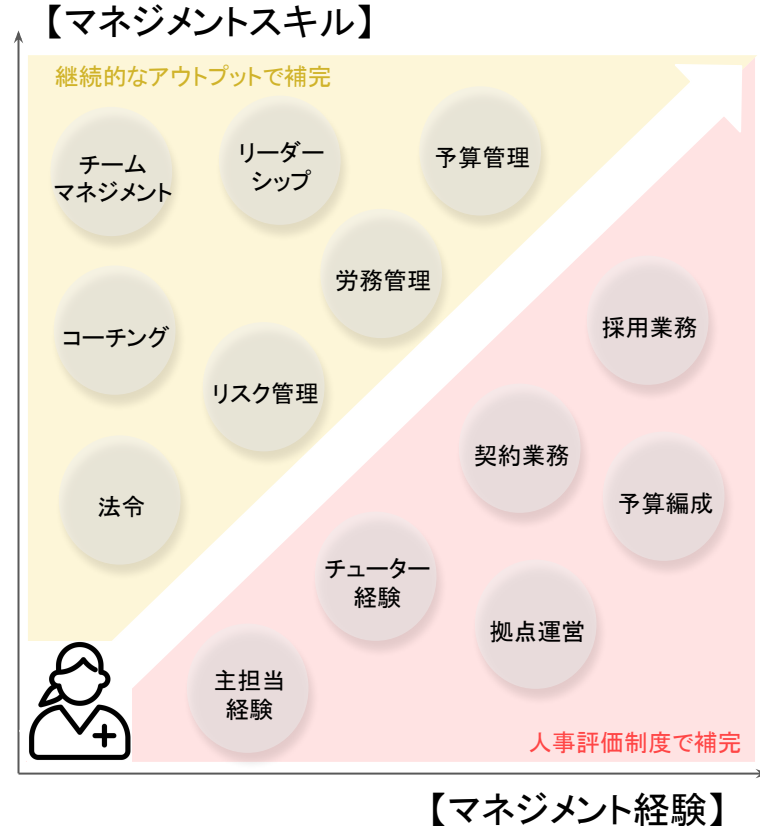 【マネジメントスキル】
継続的なアウトプットで補完
チーム
マネジメント
リーダー
シップ
予算管理
労務管理
コーチング
リスク管理
法令
採用業務
契約業務
予算編成
チューター
経験
拠点運営
主担当
経験
人事評価制度で補完
【マネジメント経験】